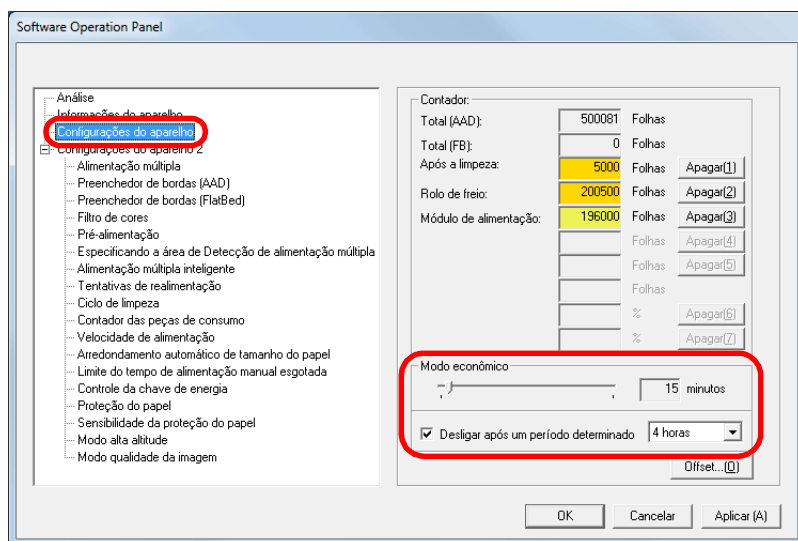 Software Operation Panel
Análise
Informações do aparelho
Configurações do aparelho
Configurações do aparelho 2
Alimentação múltipla
Preenchedor de bordas (AAD)
Preenchedor de bordas (FlatBed)
Filtro de cores
Pré-alimentação
Especificando a área de Detecção de alimentação múltipla
Alimentação múltipla inteligente
Tentativas de realimentação
Ciclo de limpeza
Contador das peças de consumo
Velocidade de alimentação
Arredondamento automático de tamanho do papel
Limite do tempo de alimentação manual esgotada
Controle da chave de energia
Proteção do papel
Sensibilidade da proteção do papel
Modo alta altitude
Modo qualidade da imagem
Contador:
Total (AAD): 500081 Folhas
Total (FB): 0 Folhas
Após a limpeza: 5000 Folhas Apagar(1)
Rolo de freio: 200500 Folhas Apagar(2)
Módulo de alimentação: 196000 Folhas Apagar(3)
Folhas Apagar(4)
Folhas Apagar(5)
Folhas
% Apagar(6)
% Apagar(7)
Modo econômico
15 minutos
Desligar após um período determinado 4 horas
Offset...(O)
OK Cancelar Aplicar (A)